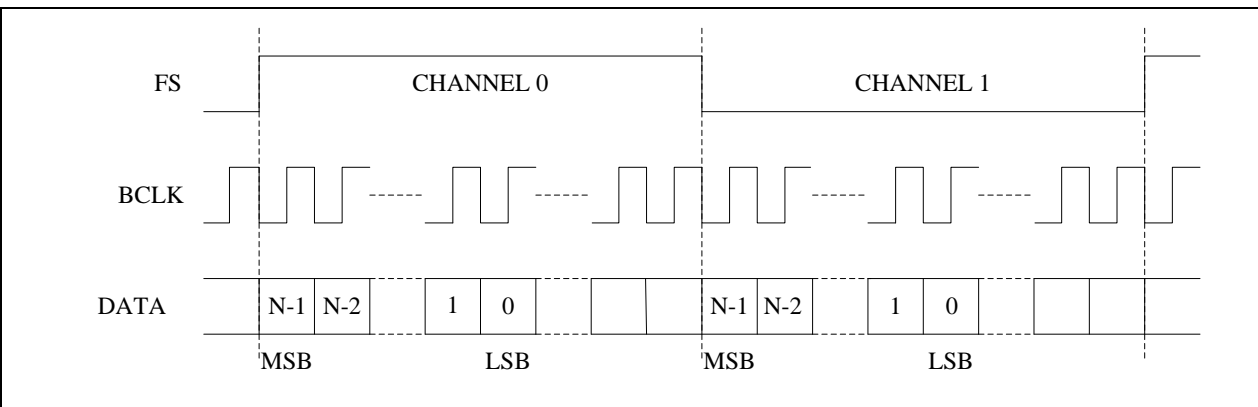 FS CHANNEL 0 CHANNEL 1
BCLK
DATA N-1 N-2 1 0 N-1 N-2 1 0
MSB LSB MSB LSB